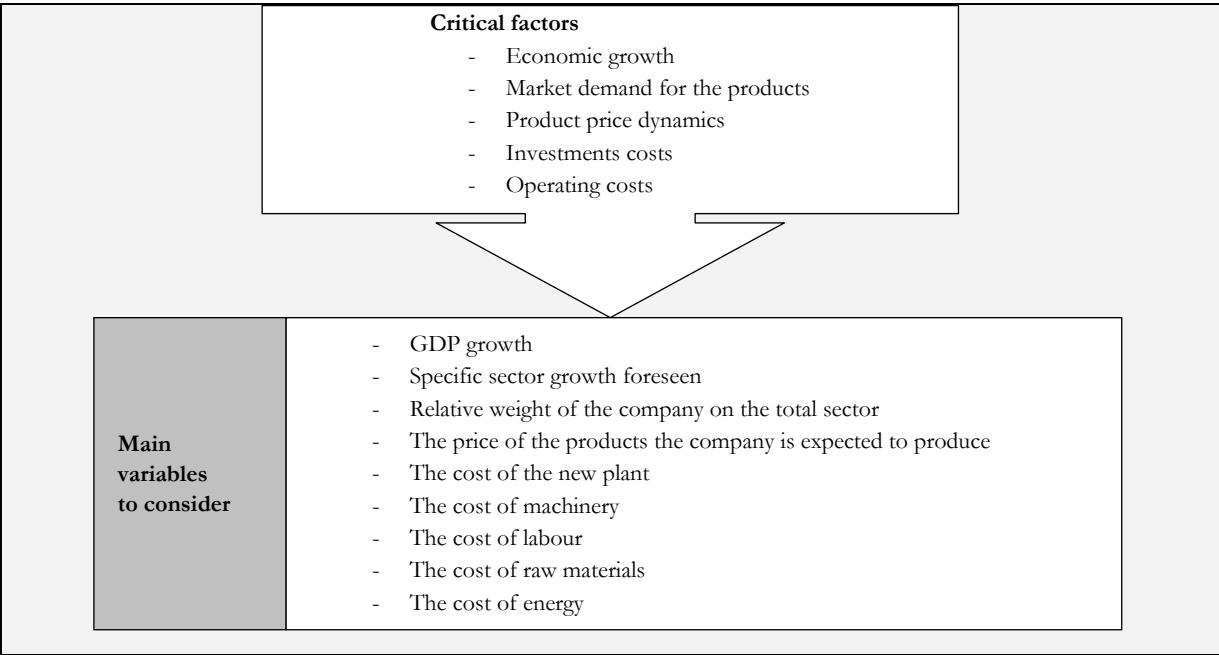 Critical factors
- Economic growth
- Market demand for the products
- Product price dynamics
- Investments costs
- Operating costs
Main
variables
to consider
- GDP growth
- Specific sector growth foreseen
- Relative weight of the company on the total sector
- The price of the products the company is expected to produce
- The cost of the new plant
- The cost of machinery
- The cost of labour
- The cost of raw materials
- The cost of energy